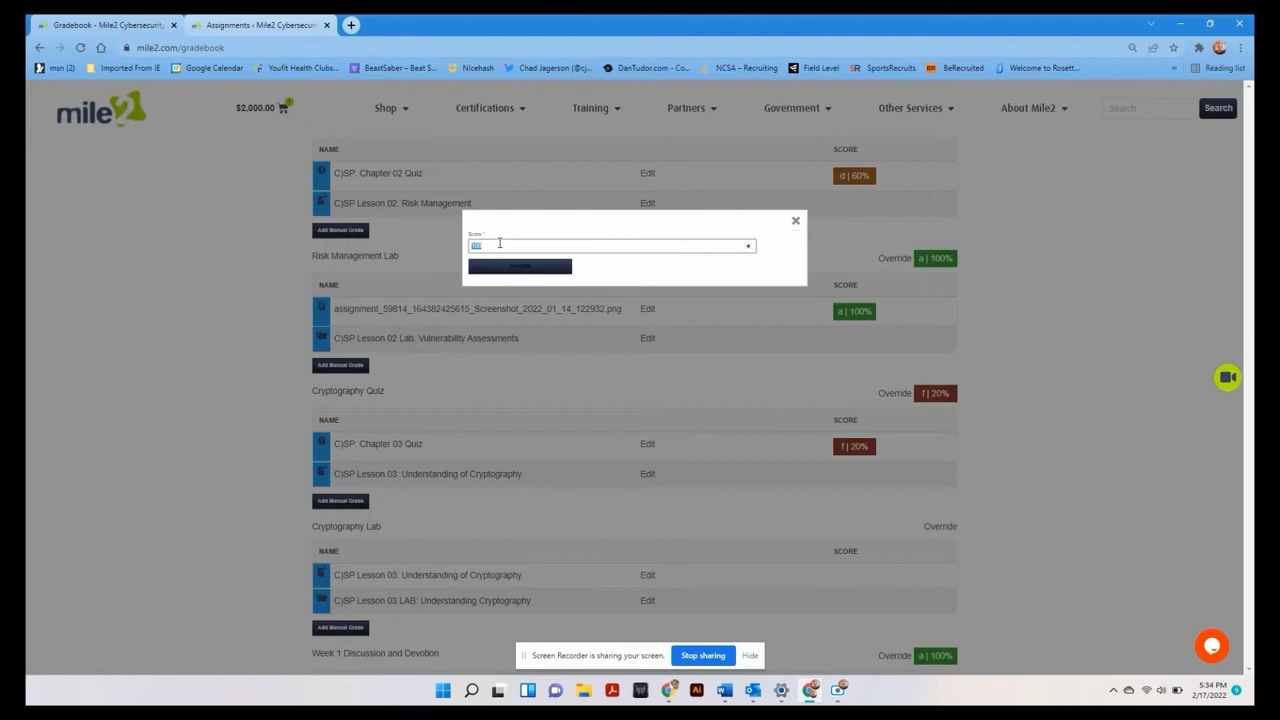 Gradebook - Mile2 Cybersecurity
Assignments ‹ Mile2 Cybersecuri
mile2.com/gradebook
msn (2)
Imported From IE
Google Calendar
Youfit Health Clubs...
BeastSaber – Beat S...
NIcehash
Chad Jagerson (@cj...
DanTudor.com - Co...
NCSA – Recruiting
Field Level
SportsRecruits
BeRecruited
Welcome to Rosett...
»
Reading list
mile2
$2,000.00
Shop
Certifications
Training
Partners
Government
Other Services
About Mile2
Search
Search
NAME
SCORE
C)SP: Chapter 02 Quiz
Edit
d | 60%
C)SP Lesson 02: Risk Management
Edit
Add Manual Grade
Score *
100
Risk Management Lab
Override
a | 100%
NAME
SCORE
assignment_59814_164382425615_Screenshot_2022_01_14_122932.png
Edit
a | 100%
C)SP Lesson 02 Lab: Vulnerability Assessments
Edit
Add Manual Grade
Cryptography Quiz
Override
f | 20%
NAME
SCORE
C)SP: Chapter 03 Quiz
Edit
f | 20%
C)SP Lesson 03: Understanding of Cryptography
Edit
Add Manual Grade
Cryptography Lab
Override
NAME
SCORE
C)SP Lesson 03: Understanding of Cryptography
Edit
C)SP Lesson 03 LAB: Understanding Cryptography
Edit
Add Manual Grade
Week 1 Discussion and Devotion
Override
a | 100%
Screen Recorder is sharing your screen.
Stop sharing
Hide
5:34 PM
2/17/2022